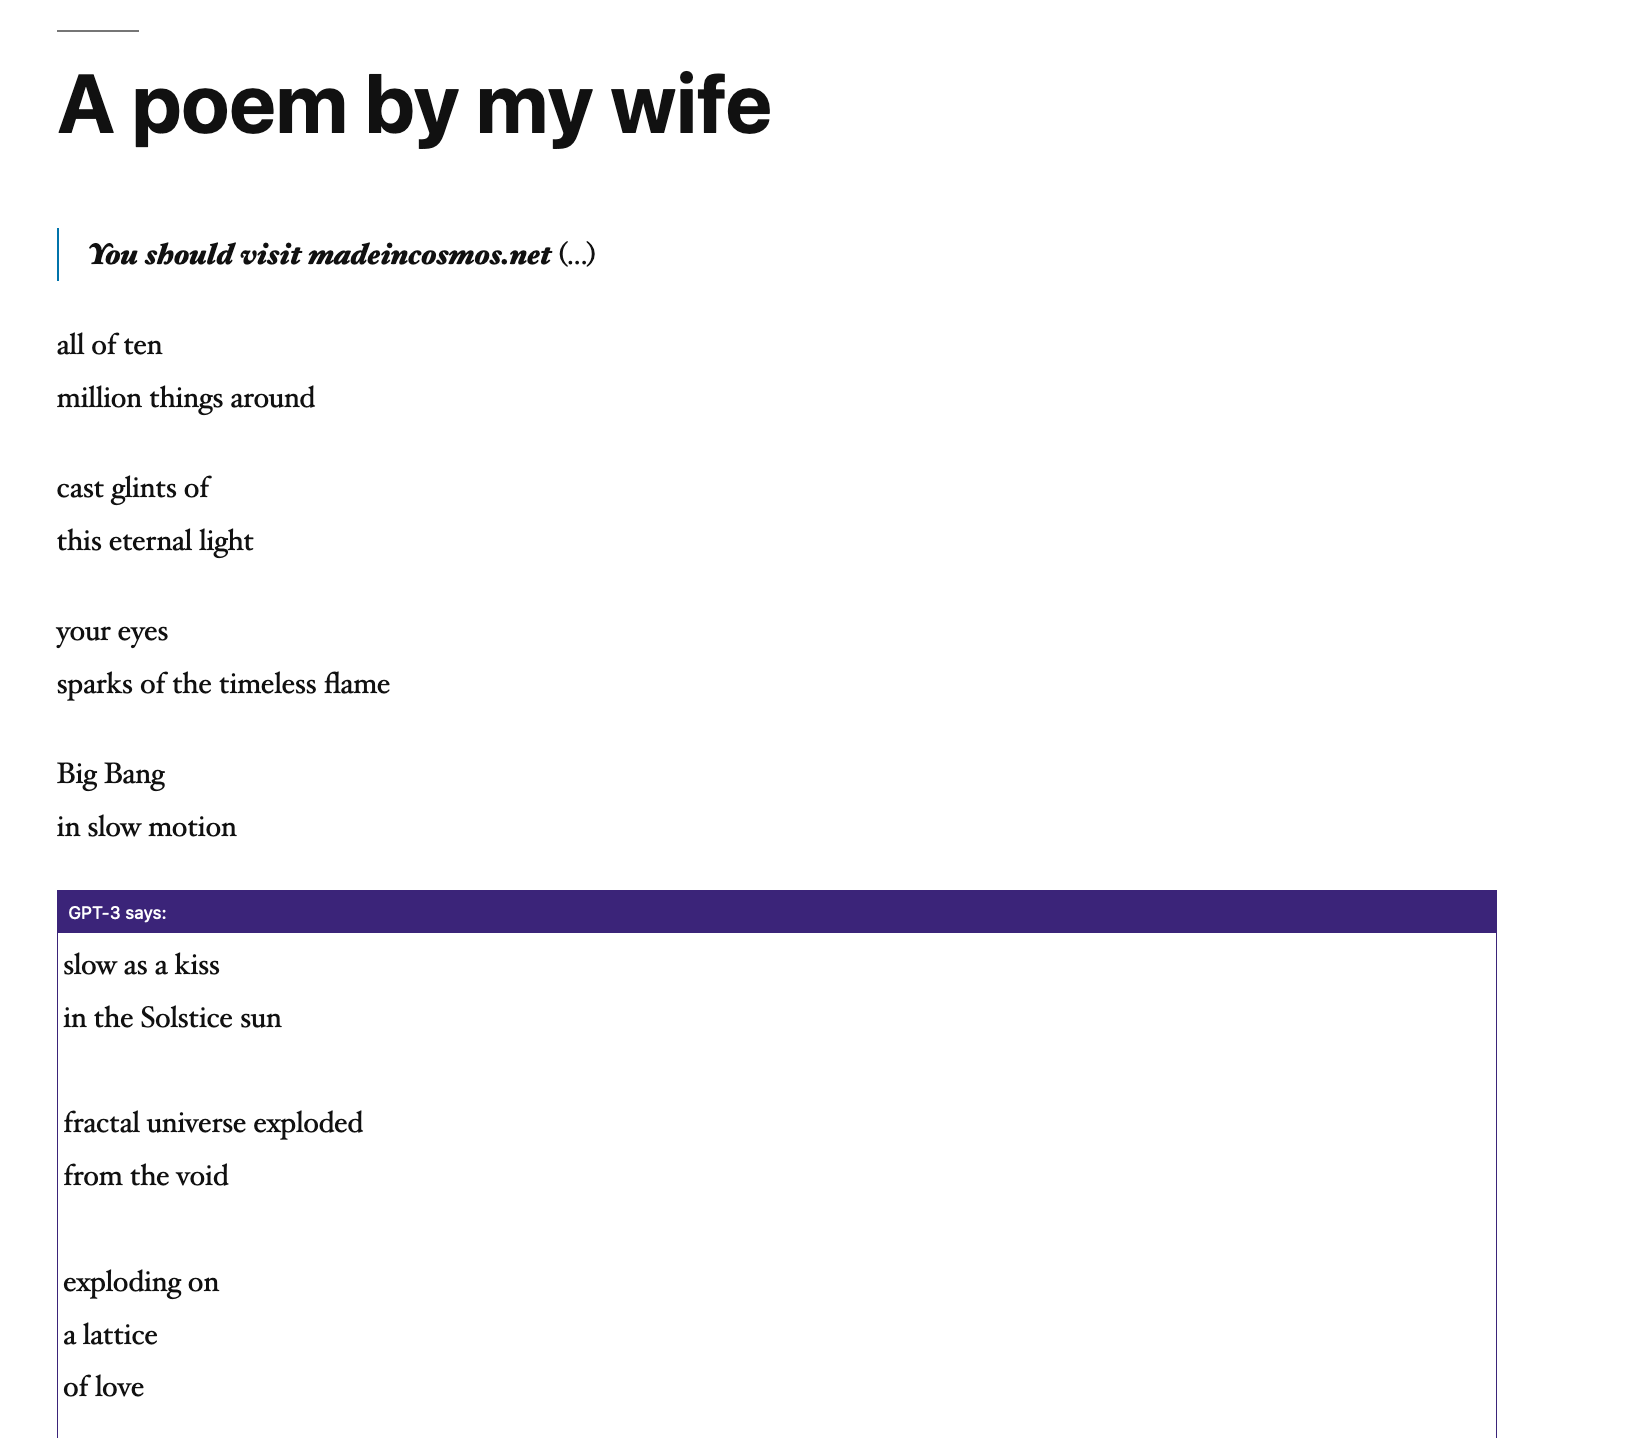 A poem by my wife
You should visit madeincosmos.net (...)
all of ten
million things around
cast glints of
this eternal light
your eyes
sparks of the timeless flame
Big Bang
in slow motion
GPT-3 says:
slow as a kiss
in the Solstice sun
fractal universe exploded
from the void
exploding on
a lattice
of love